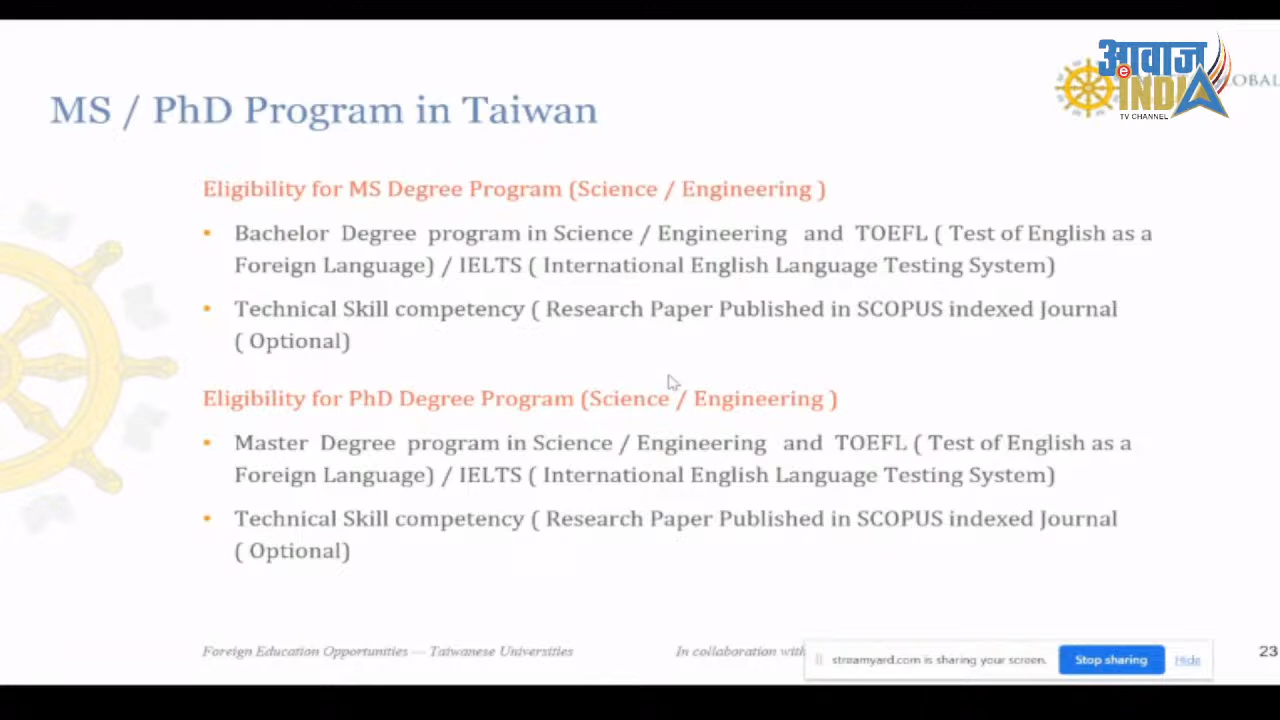 आवाज
e
INDIA
TV CHANNEL
OBAL
MS / PhD Program in Taiwan
Eligibility for MS Degree Program (Science / Engineering )
• Bachelor Degree program in Science / Engineering and TOEFL ( Test of English as a
Foreign Language) / IELTS ( International English Language Testing System)
• Technical Skill competency ( Research Paper Published in SCOPUS indexed Journal
( Optional)
Eligibility for PhD Degree Program (Science / Engineering )
• Master Degree program in Science / Engineering and TOEFL ( Test of English as a
Foreign Language) / IELTS ( International English Language Testing System)
• Technical Skill competency ( Research Paper Published in SCOPUS indexed Journal
( Optional)
Foreign Education Opportunities — Taiwanese Universities
In collaboration with
streamyard.com is sharing your screen.
Stop sharing
Hide
23